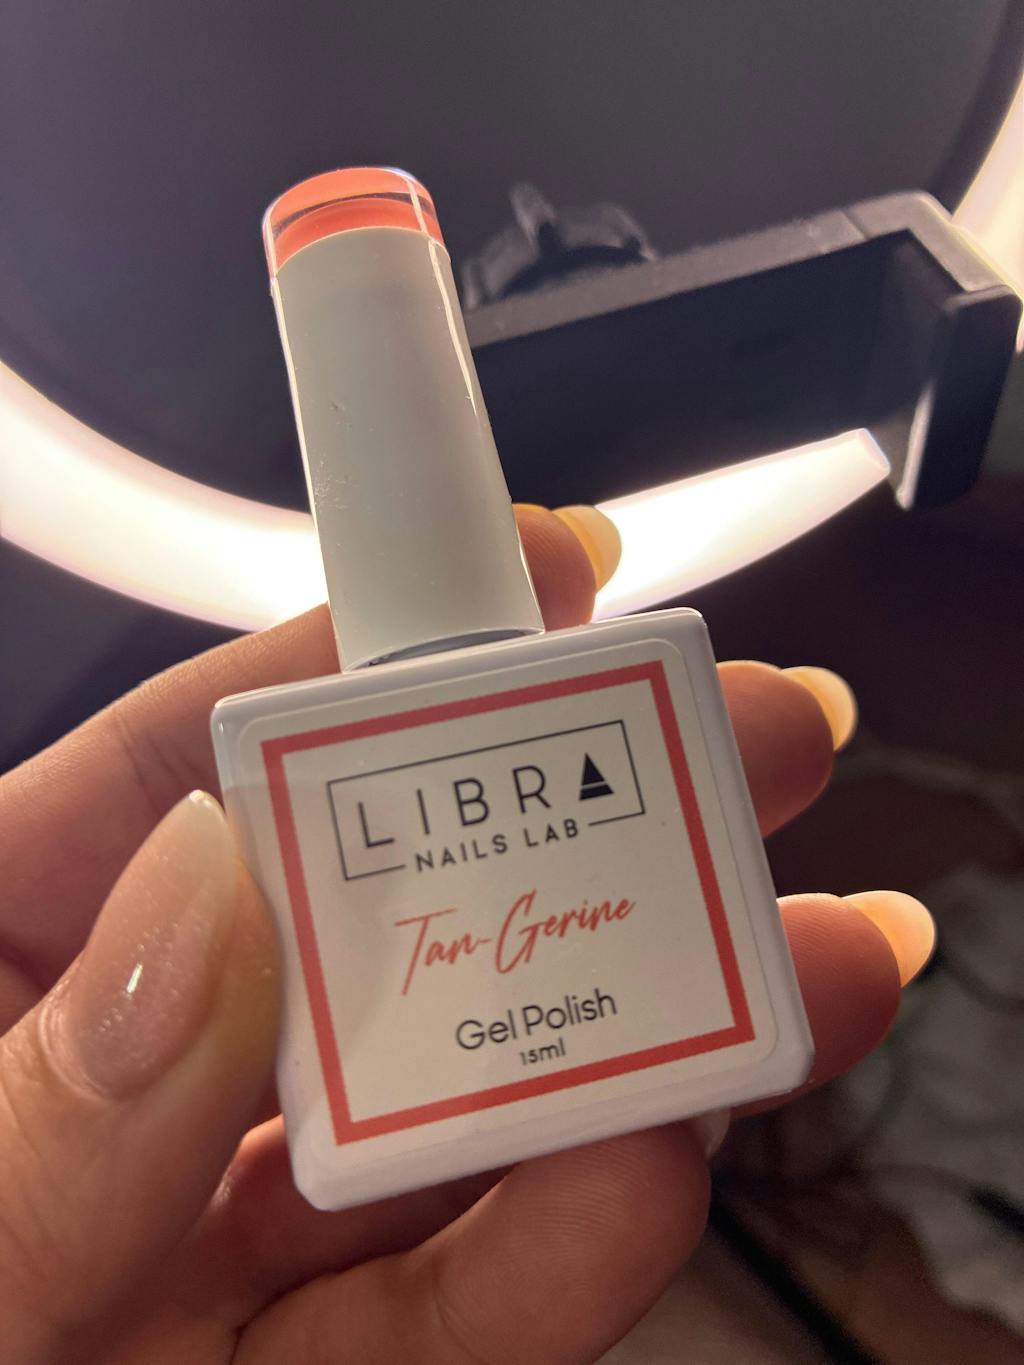 LIBRA
NAILS LAB
Tan-Gerine
Gel Polish
15ml